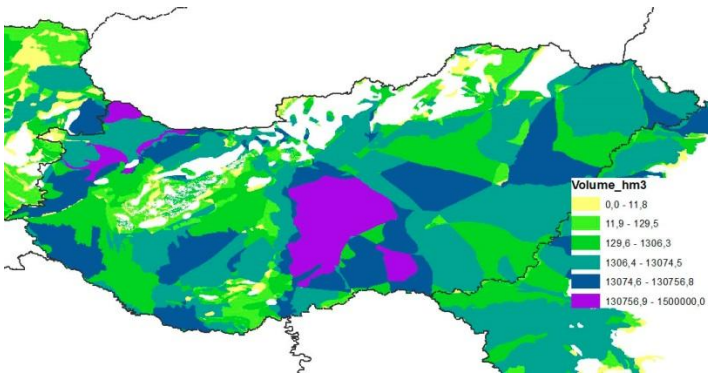 Volume_hm3
0,0 - 11,8
11,9 - 129,5
129,6 - 1306,3
1306,4 - 13074,5
13074,6 - 130756,8
130756,9 - 1500000,0